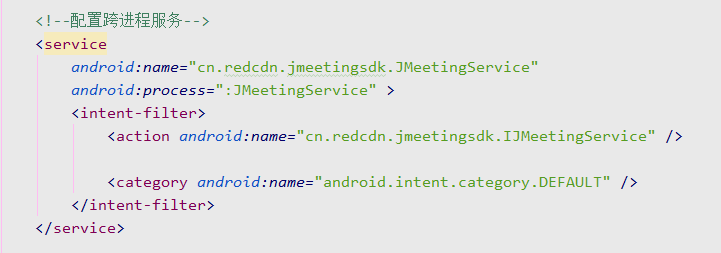 <!--配置跨进程服务-->
<service
android:name="cn.redcdn.jmeetingsdk.JMeetingService"
android:process=":JMeetingService" >
<intent-filter>
<action android:name="cn.redcdn.jmeetingsdk.IJMeetingService" />
<category android:name="android.intent.category.DEFAULT" />
</intent-filter>
</service>